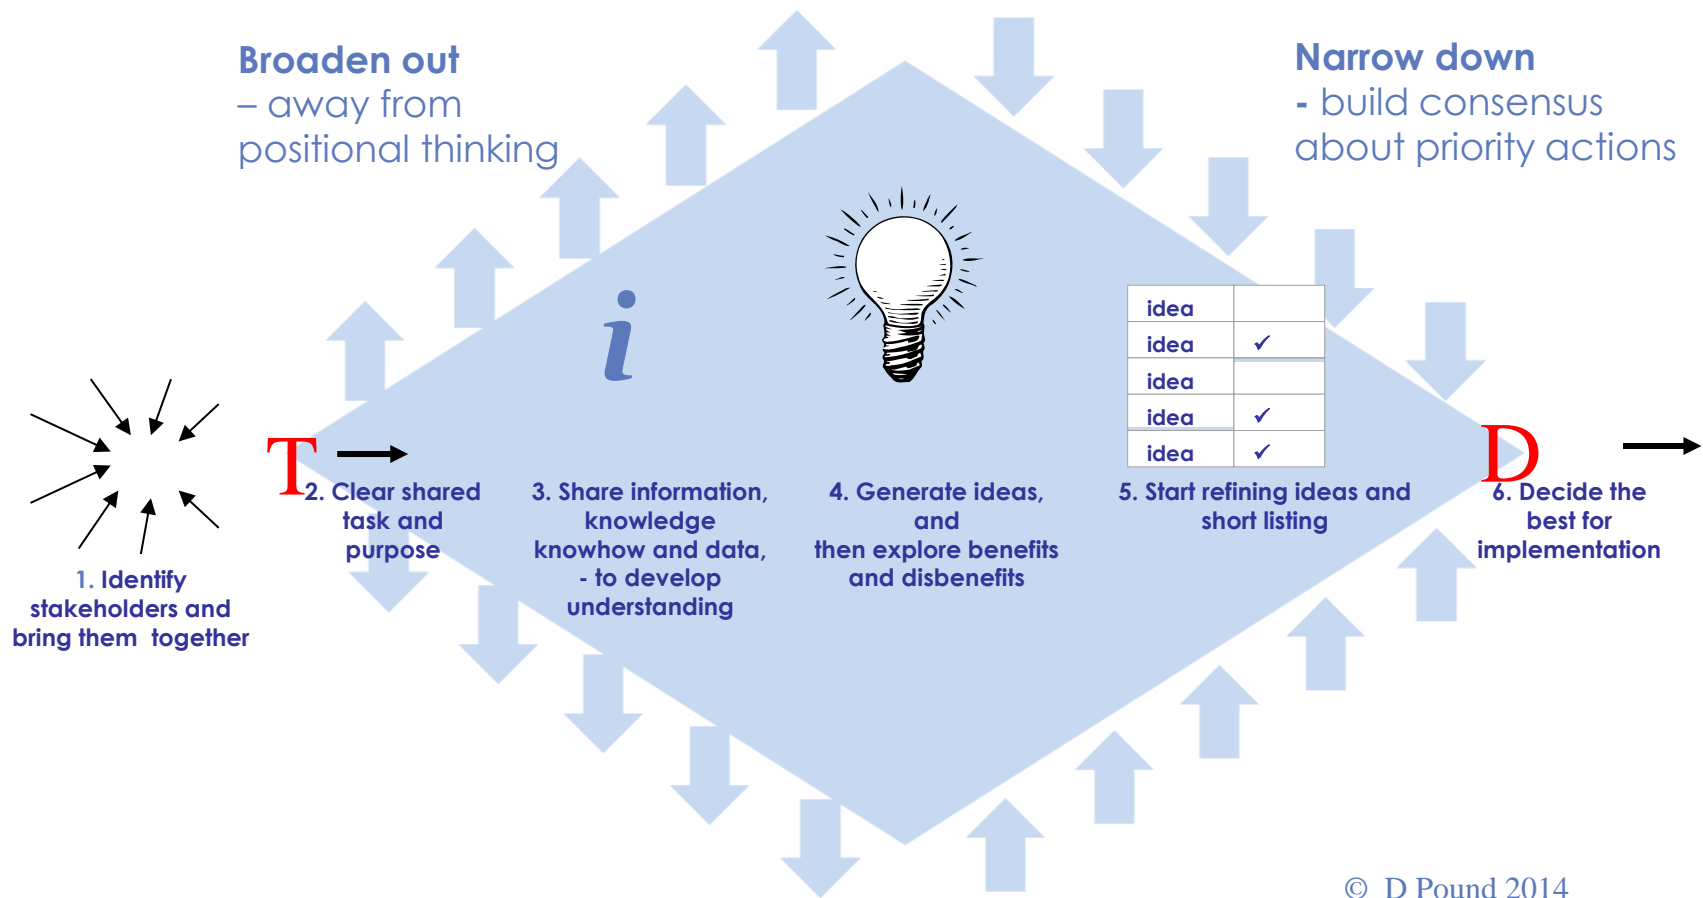 Broaden out
– away from
positional thinking
Narrow down
- build consensus
about priority actions
i
idea
idea ✓
idea
idea ✓
idea ✓
T
D
1. Identify
stakeholders and
bring them  together
2. Clear shared
task and
purpose
3. Share information,
knowledge
knowhow and data,
- to develop
understanding
4. Generate ideas,
and
then explore benefits
and disbenefits
5. Start refining ideas and
short listing
6. Decide the
best for
implementation
© D Pound 2014